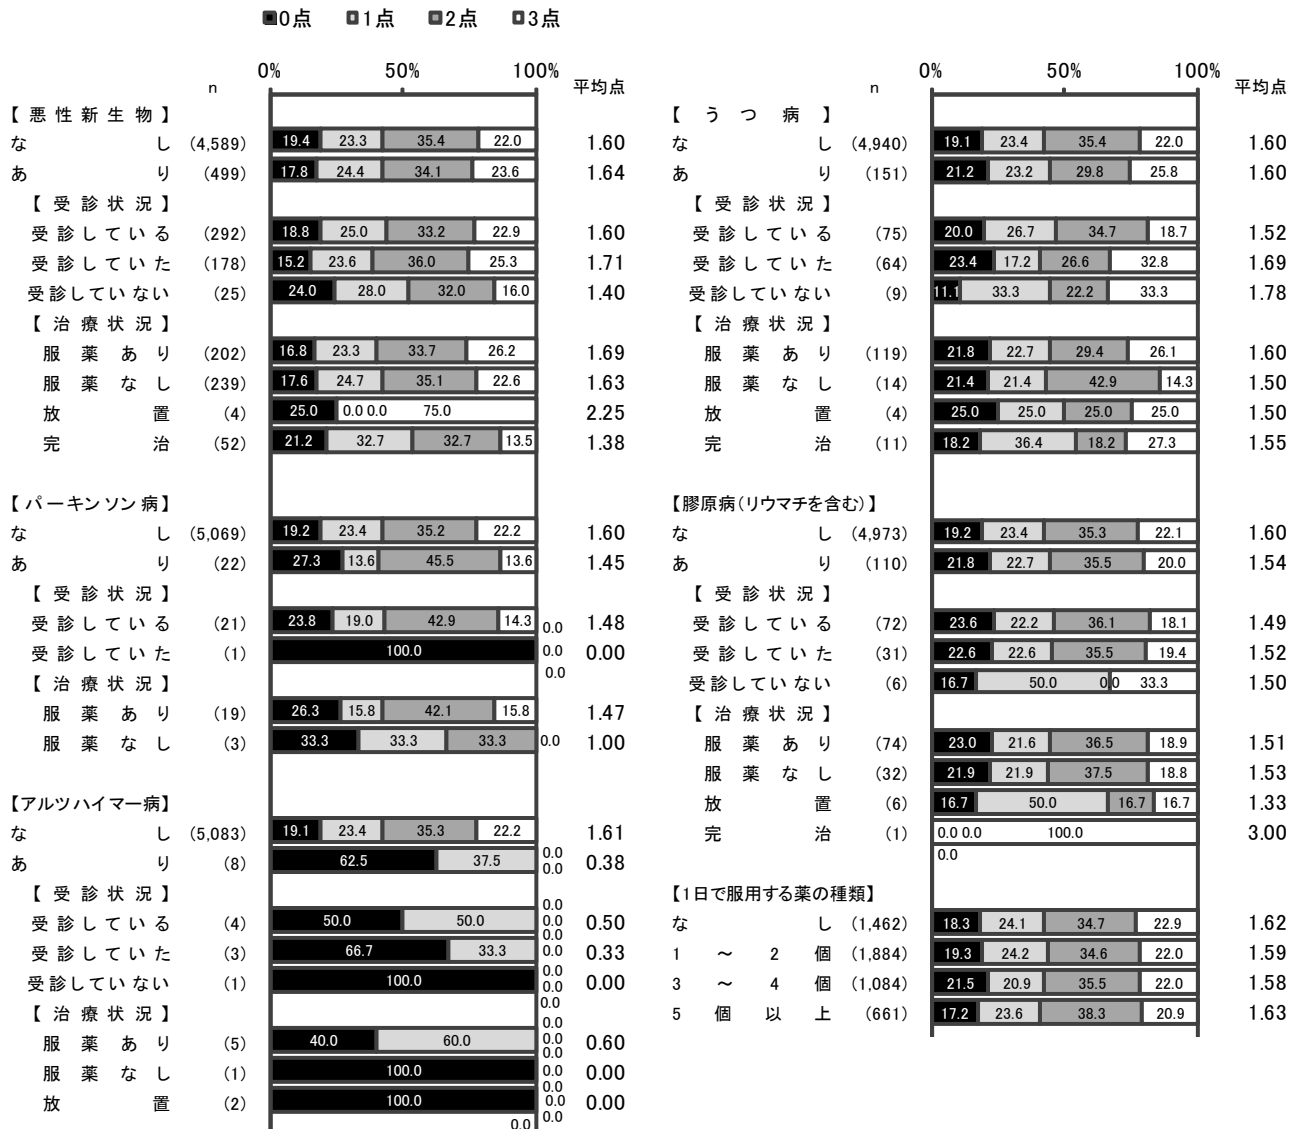 ■0点 □1点 ■2点 □3点
0% 50% 100%
n 平均点
【悪性新生物】
なし (4,589) 19.4 23.3 35.4 22.0 1.60
あり (499) 17.8 24.4 34.1 23.6 1.64
【受診状況】
受診している (292) 18.8 25.0 33.2 22.9 1.60
受診していた (178) 15.2 23.6 36.0 25.3 1.71
受診していない (25) 24.0 28.0 32.0 16.0 1.40
【治療状況】
服薬あり (202) 16.8 23.3 33.7 26.2 1.69
服薬なし (239) 17.6 24.7 35.1 22.6 1.63
放置 (4) 25.0 0.0 0.0 75.0 2.25
完治 (52) 21.2 32.7 32.7 13.5 1.38
【パーキンソン病】
なし (5,069) 19.2 23.4 35.2 22.2 1.60
あり (22) 27.3 13.6 45.5 13.6 1.45
【受診状況】
受診している (21) 23.8 19.0 42.9 14.3 1.48
0.0
受診していた (1) 100.0 0.0 0.00
0.0
【治療状況】
服薬あり (19) 26.3 15.8 42.1 15.8 1.47
服薬なし (3) 33.3 33.3 33.3 0.0 1.00
【アルツハイマー病】
なし (5,083) 19.1 23.4 35.3 22.2 1.61
あり (8) 62.5 37.5 0.0 0.0 0.38
【受診状況】
0.0
受診している (4) 50.0 50.0 0.0 0.50
0.0
受診していた (3) 66.7 33.3 0.0 0.33
0.0
受診していない (1) 100.0 0.0 0.00
0.0
【治療状況】
0.0
服薬あり (5) 40.0 60.0 0.0 0.60
0.0
服薬なし (1) 100.0 0.0 0.00
0.0
放置 (2) 100.0 0.0 0.00
0.0
0.0
0% 50% 100%
n 平均点
【うつ病】
なし (4,940) 19.1 23.4 35.4 22.0 1.60
あり (151) 21.2 23.2 29.8 25.8 1.60
【受診状況】
受診している (75) 20.0 26.7 34.7 18.7 1.52
受診していた (64) 23.4 17.2 26.6 32.8 1.69
受診していない (9) 11.1 33.3 22.2 33.3 1.78
【治療状況】
服薬あり (119) 21.8 22.7 29.4 26.1 1.60
服薬なし (14) 21.4 21.4 42.9 14.3 1.50
放置 (4) 25.0 25.0 25.0 25.0 1.50
完治 (11) 18.2 36.4 18.2 27.3 1.55
【膠原病(リウマチを含む)】
なし (4,973) 19.2 23.4 35.3 22.1 1.60
あり (110) 21.8 22.7 35.5 20.0 1.54
【受診状況】
受診している (72) 23.6 22.2 36.1 18.1 1.49
受診していた (31) 22.6 22.6 35.5 19.4 1.52
受診していない (6) 16.7 50.0 0.0 33.3 1.50
【治療状況】
服薬あり (74) 23.0 21.6 36.5 18.9 1.51
服薬なし (32) 21.9 21.9 37.5 18.8 1.53
放置 (6) 16.7 50.0 16.7 16.7 1.33
完治 (1) 0.0 0.0 100.0 3.00
0.0
【1日で服用する薬の種類】
なし (1,462) 18.3 24.1 34.7 22.9 1.62
1～2個 (1,884) 19.3 24.2 34.6 22.0 1.59
3～4個 (1,084) 21.5 20.9 35.5 22.0 1.58
5個以上 (661) 17.2 23.6 38.3 20.9 1.63